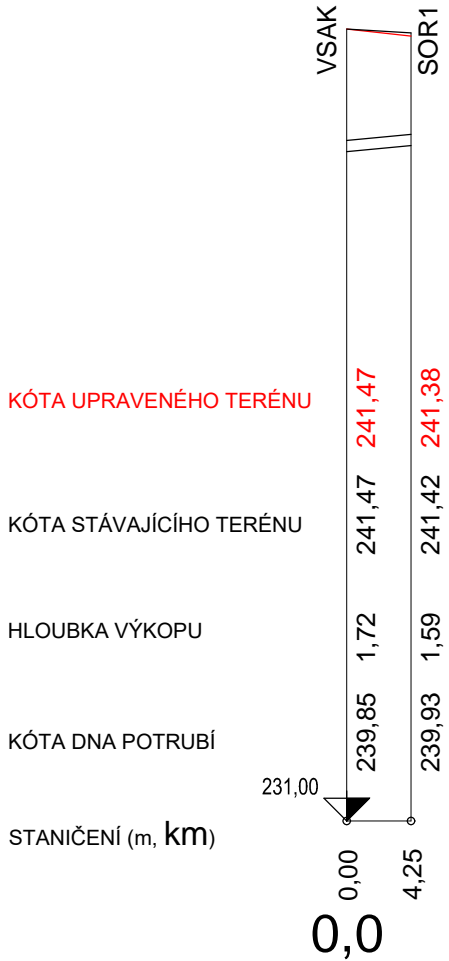 VSAK SOR1
KÓTA UPRAVENÉHO TERÉNU 241,47 241,38
KÓTA STÁVAJÍCÍHO TERÉNU 241,47 241,42
HLOUBKA VÝKOPU 1,72 1,59
KÓTA DNA POTRUBÍ 239,85 239,93
231,00
STANIČENÍ (m, km) 0,00 4,25
0,0